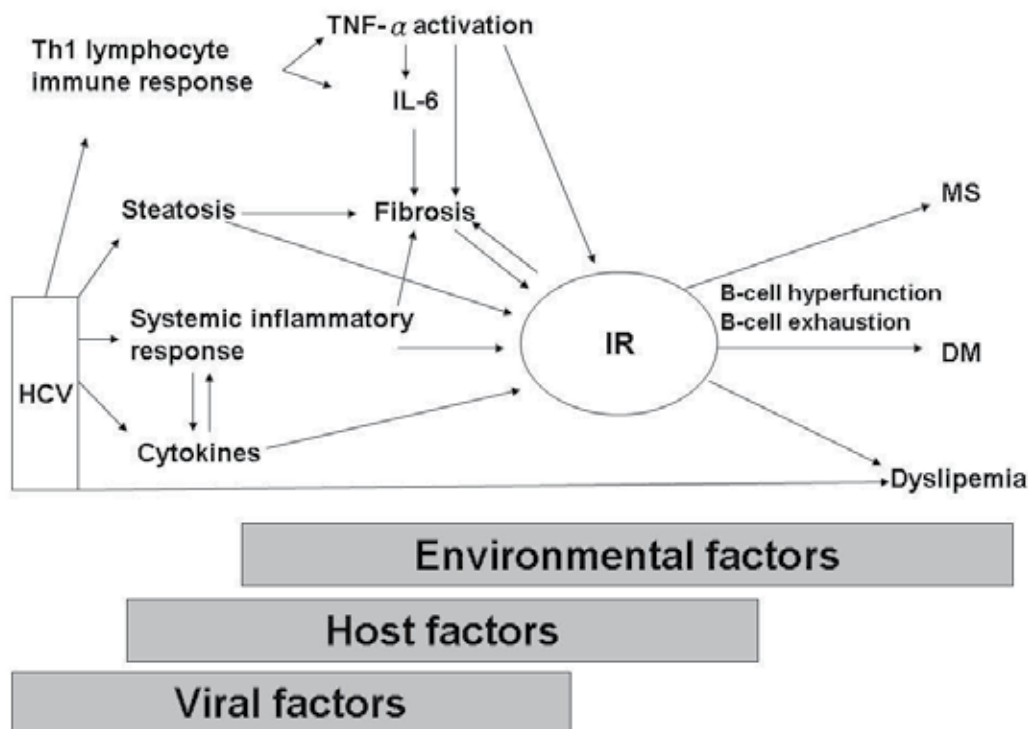 TNF-α activation
Th1 lymphocyte
immune response
IL-6
Steatosis
Fibrosis
MS
B-cell hyperfunction
B-cell exhaustion
Systemic inflammatory
response
IR
DM
HCV
Cytokines
Dyslipemia
Environmental factors
Host factors
Viral factors